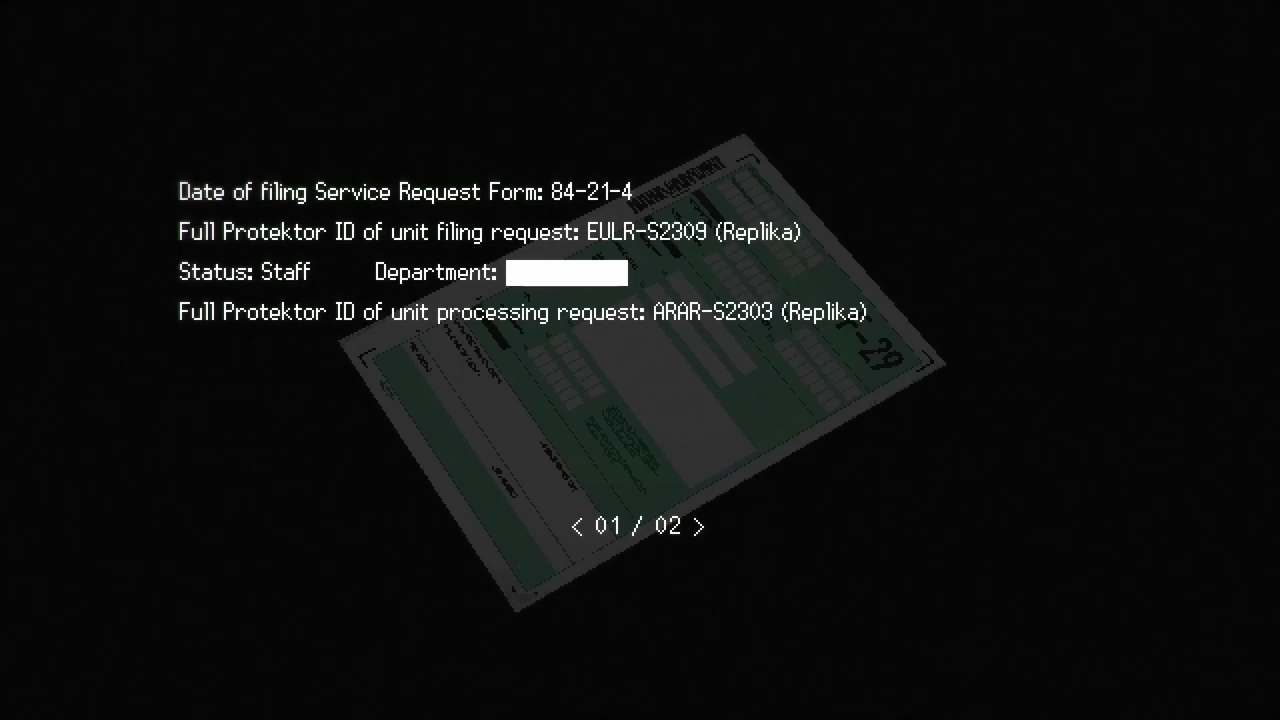 Date of filing Service Request Form: 84-21-4
Full Protektor ID of unit filing request: EULR-S2309 (Replika)
Status: Staff Department:
Full Protektor ID of unit processing request: ARAR-S2303 (Replika)
-29
< 01 / 02 >